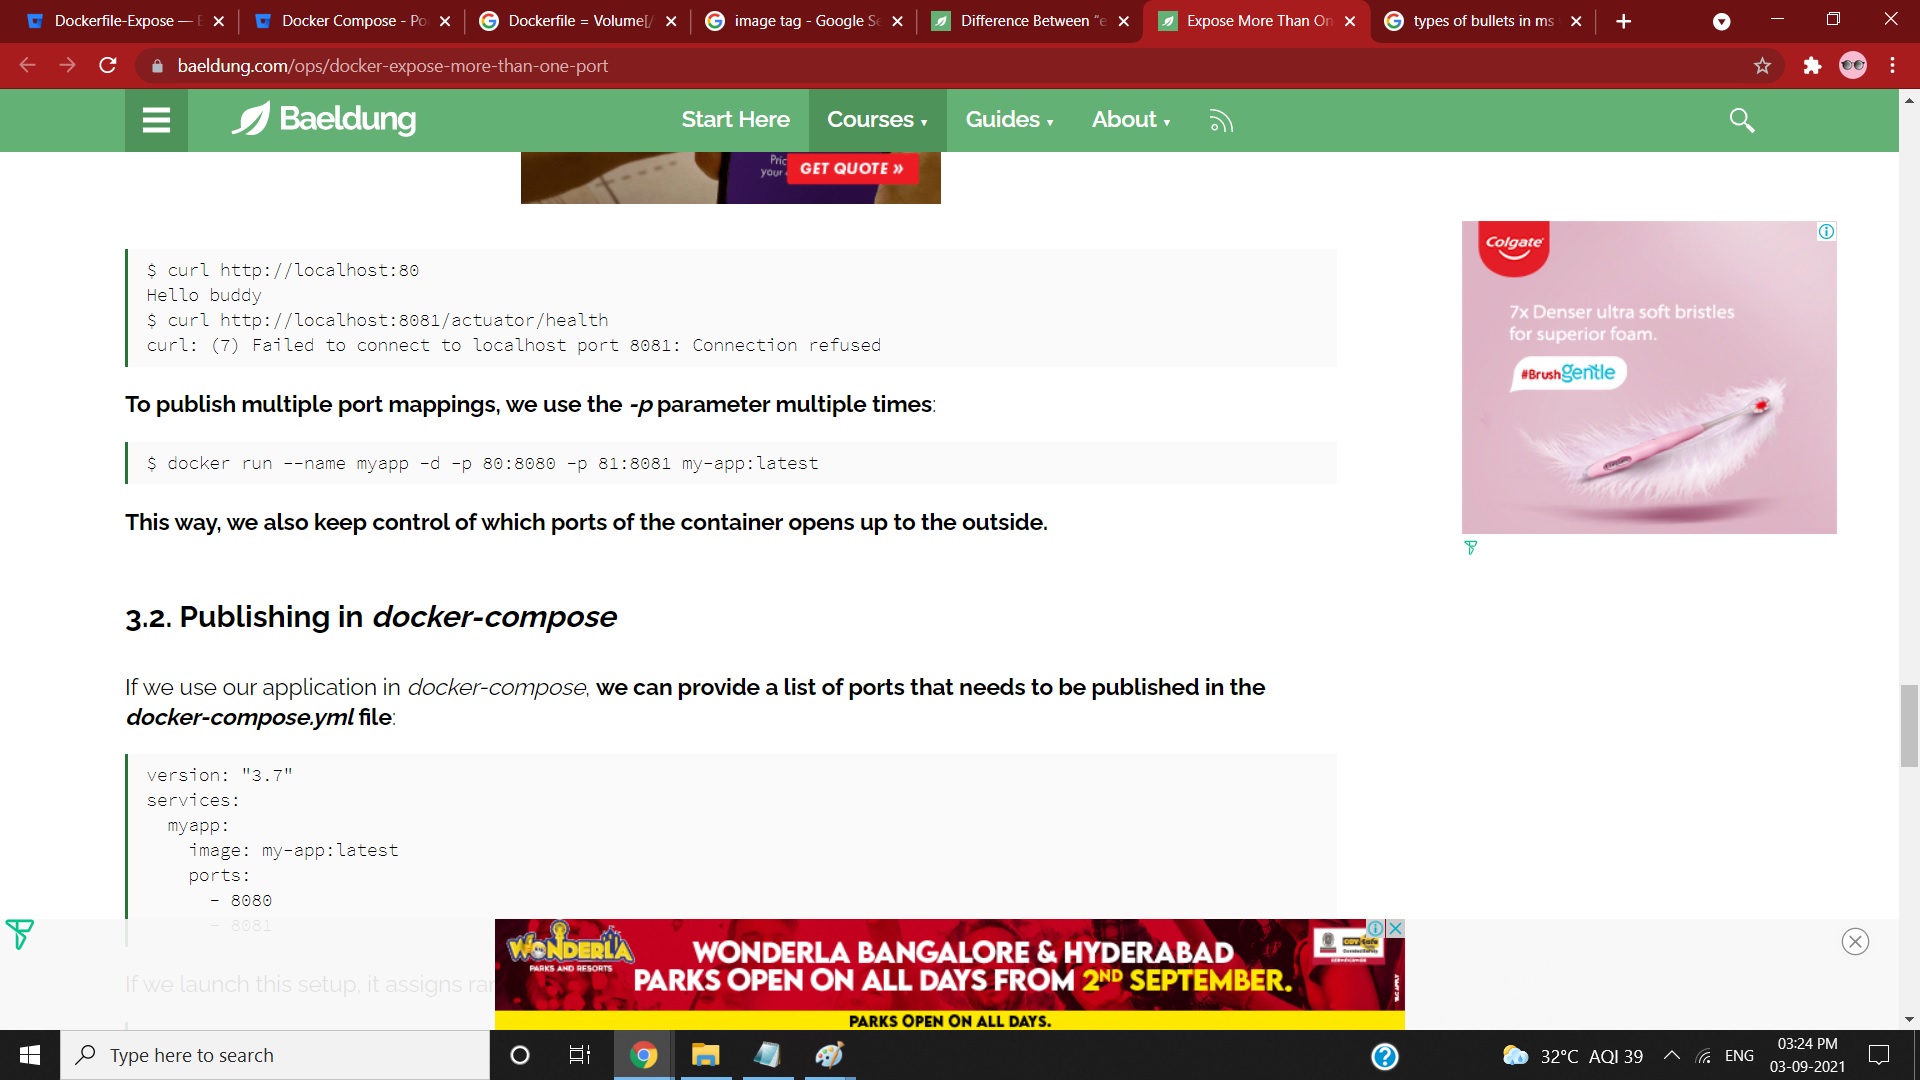 Dockerfile-Expose — E
Docker Compose - Po
Dockerfile = Volume[/
image tag - Google Se
Difference Between "e
Expose More Than On
types of bullets in ms
baeldung.com/ops/docker-expose-more-than-one-port
Baeldung
Start Here
Courses
Guides
About
Pric
your
GET QUOTE »
$ curl http://localhost:80
Hello buddy
$ curl http://localhost:8081/actuator/health
curl: (7) Failed to connect to localhost port 8081: Connection refused
To publish multiple port mappings, we use the -p parameter multiple times:
$ docker run --name myapp -d -p 80:8080 -p 81:8081 my-app:latest
This way, we also keep control of which ports of the container opens up to the outside.
Colgate
7x Denser ultra soft bristles
for superior foam.
#Brushgentle
3.2. Publishing in docker-compose
If we use our application in docker-compose, we can provide a list of ports that needs to be published in the
docker-compose.yml file:
version: "3.7"
services:
myapp:
image: my-app:latest
ports:
- 8080
- 8081
If we launch this setup, it assigns ran
WONDERLA
PARKS AND RESORTS
WONDERLA BANGALORE & HYDERABAD
PARKS OPEN ON ALL DAYS FROM 2ND SEPTEMBER.
PARKS OPEN ON ALL DAYS.
Type here to search
32°C AQI 39
ENG
03:24 PM
03-09-2021